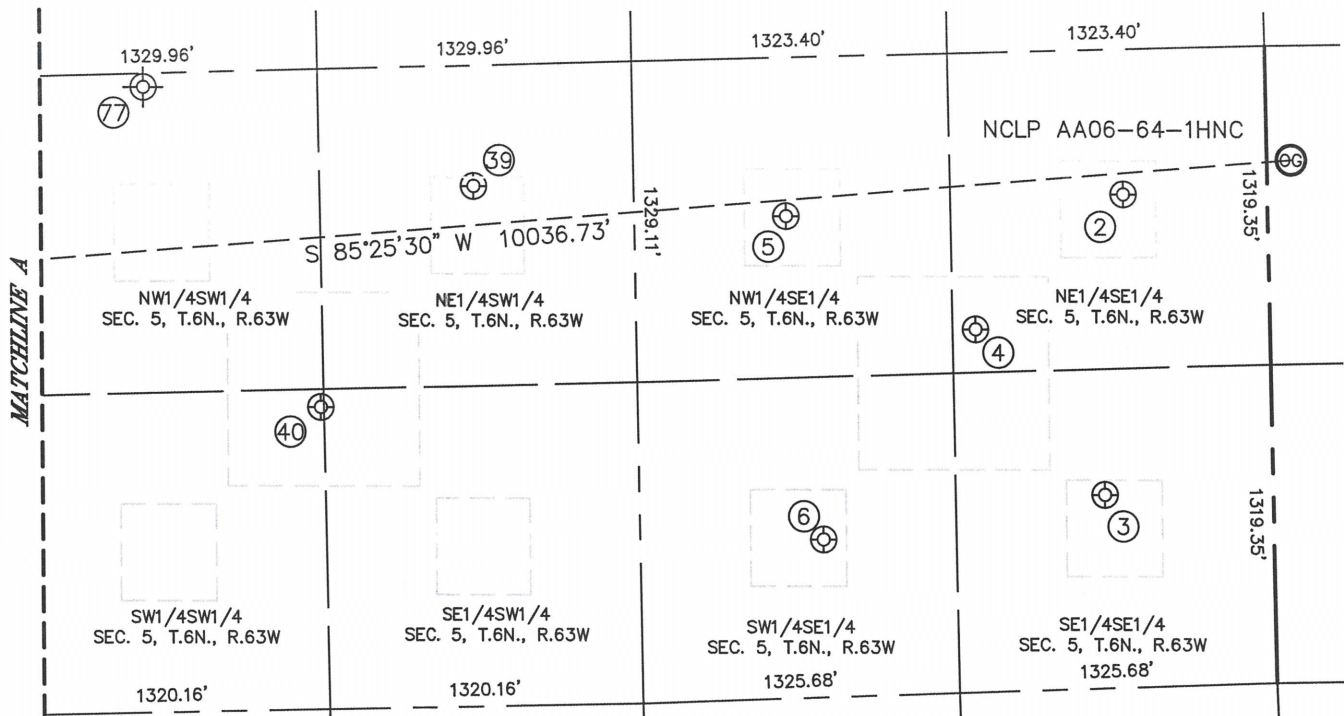 1329.96'
1329.96'
1323.40'
1323.40'
77
39
NCLP AA06-64-1HNC
OG
1329.11'
1319.35'
5
2
S 85°25'30" W 10036.73'
MATCHLINE A
NW1/4SW1/4
SEC. 5, T.6N., R.63W
NE1/4SW1/4
SEC. 5, T.6N., R.63W
NW1/4SE1/4
SEC. 5, T.6N., R.63W
NE1/4SE1/4
SEC. 5, T.6N., R.63W
4
40
6
3
1319.35'
SW1/4SW1/4
SEC. 5, T.6N., R.63W
SE1/4SW1/4
SEC. 5, T.6N., R.63W
SW1/4SE1/4
SEC. 5, T.6N., R.63W
SE1/4SE1/4
SEC. 5, T.6N., R.63W
1320.16'
1320.16'
1325.68'
1325.68'